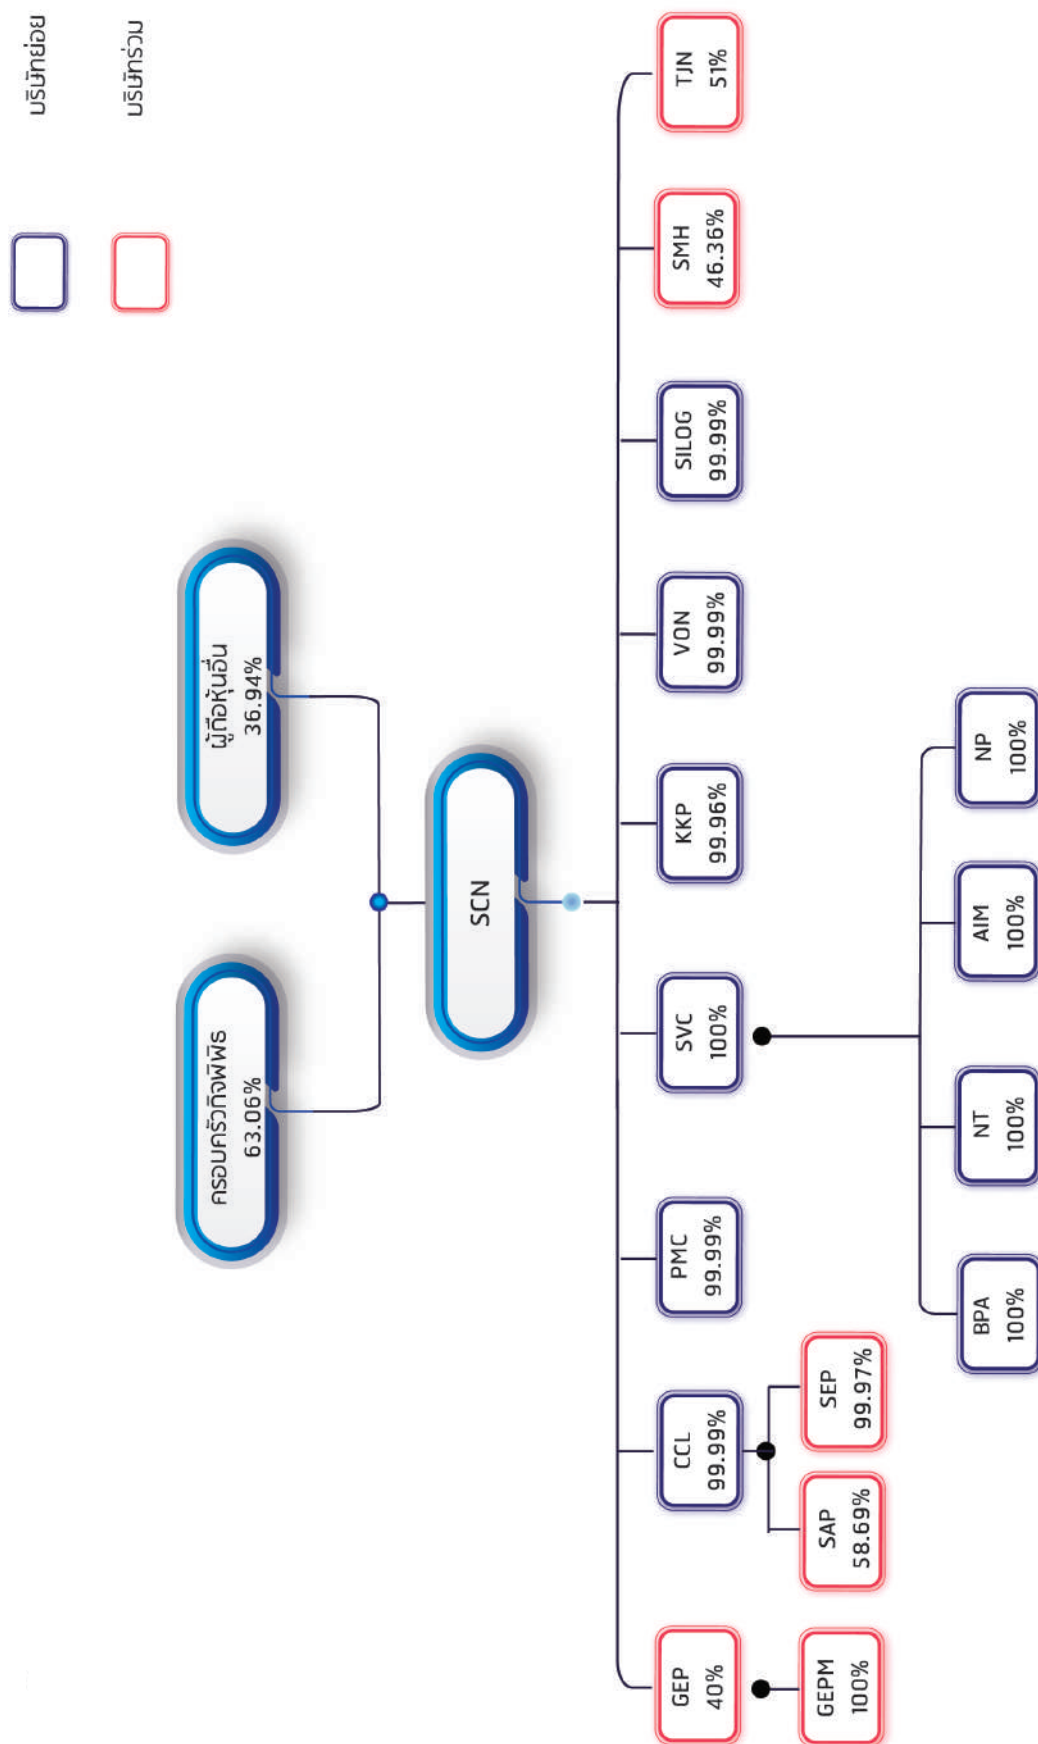 บริษัทย่อย
บริษัทร่วม
ครอบครัวกิจพิพิธ
63.06%
ผู้ถือหุ้นอื่น
36.94%
SCN
GEP
40%
CCL
99.99%
PMC
99.99%
SVC
100%
KKP
99.96%
VON
99.99%
SILOG
99.99%
SMH
46.36%
TJN
51%
GEPM
100%
SAP
58.69%
SEP
99.97%
BPA
100%
NT
100%
AIM
100%
NP
100%